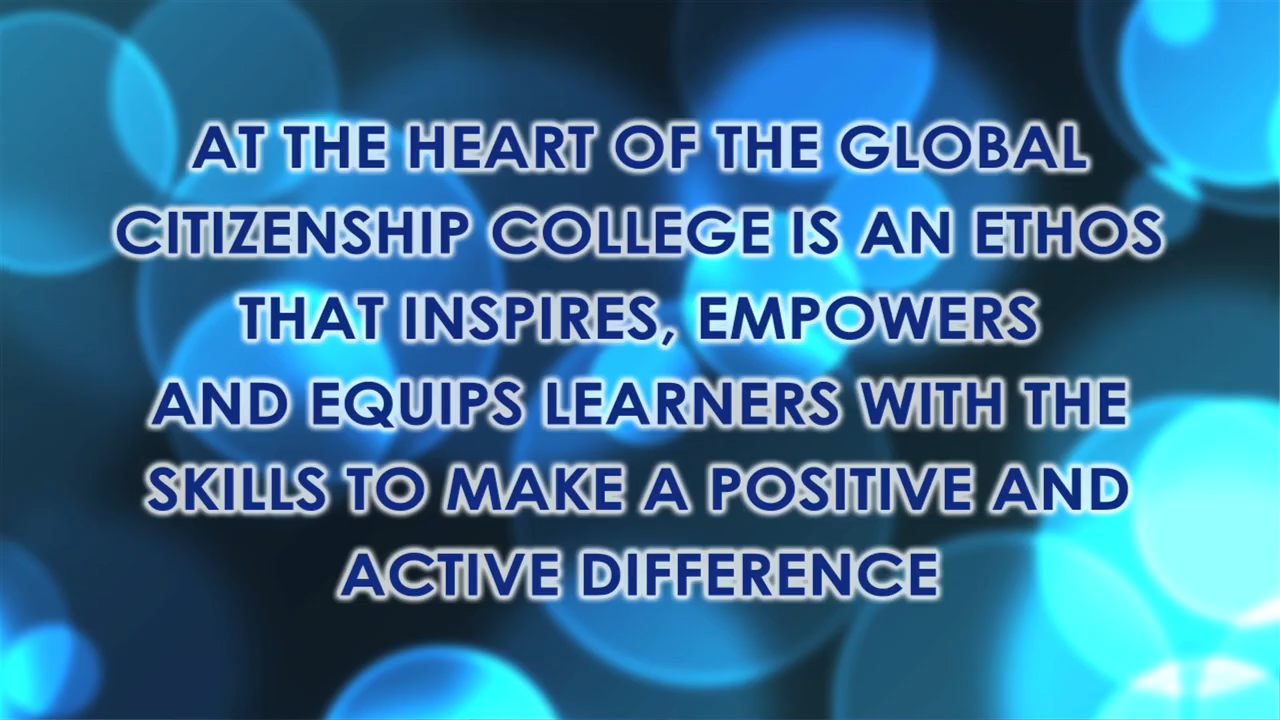 AT THE HEART OF THE GLOBAL
CITIZENSHIP COLLEGE IS AN ETHOS
THAT INSPIRES, EMPOWERS
AND EQUIPS LEARNERS WITH THE
SKILLS TO MAKE A POSITIVE AND
ACTIVE DIFFERENCE